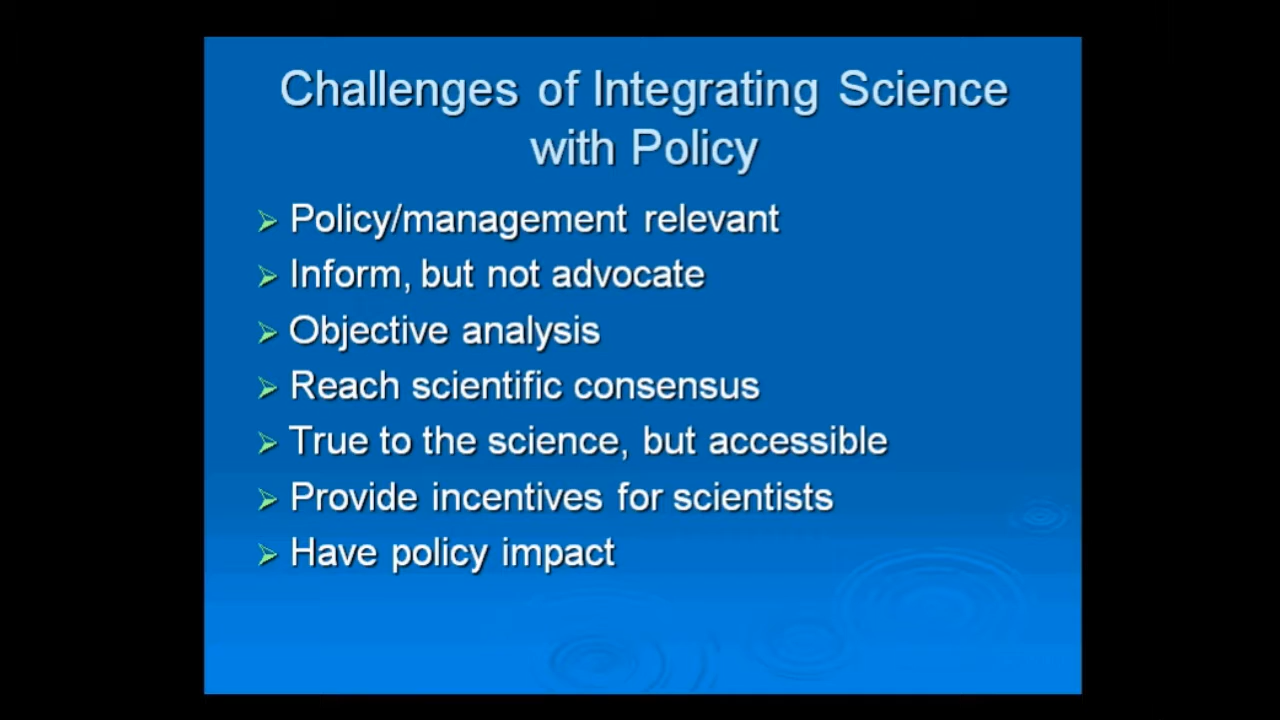 Challenges of Integrating Science
with Policy
Policy/management relevant
Inform, but not advocate
Objective analysis
Reach scientific consensus
True to the science, but accessible
Provide incentives for scientists
Have policy impact